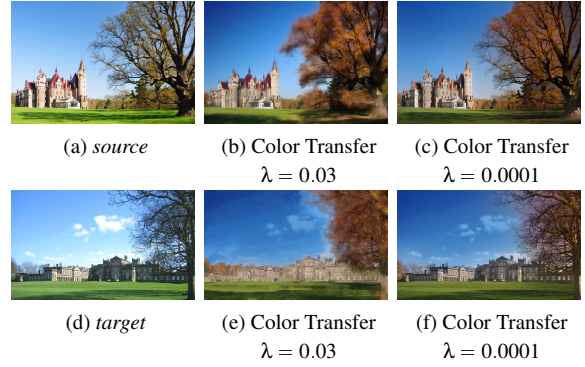 (a) source
(b) Color Transfer
λ = 0.03
(c) Color Transfer
λ = 0.0001
(d) target
(e) Color Transfer
λ = 0.03
(f) Color Transfer
λ = 0.0001